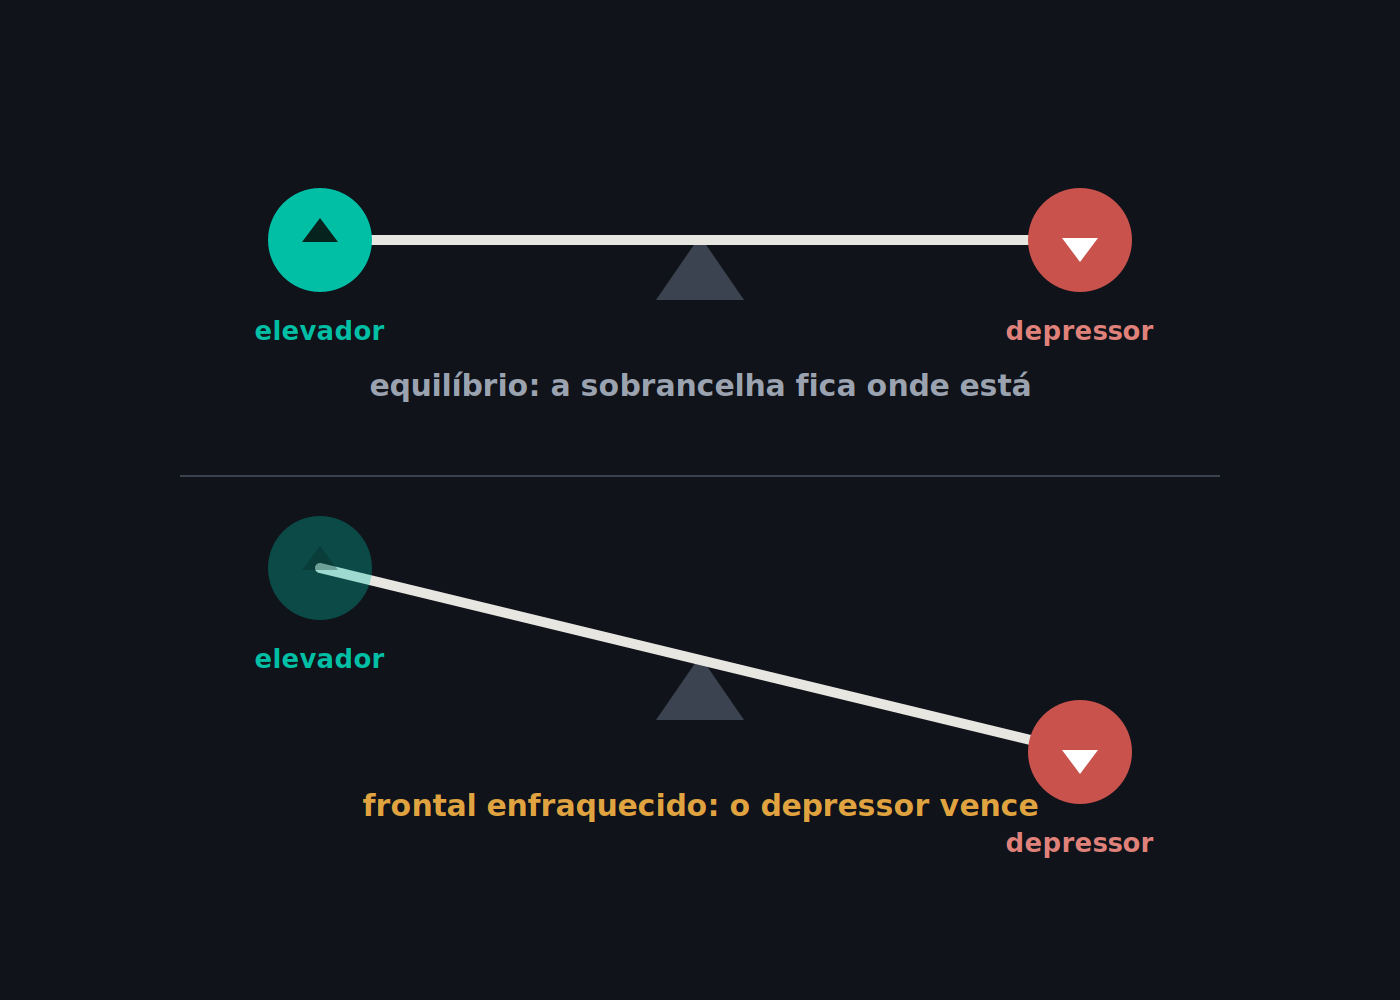 elevador
depressor
equilíbrio: a sobrancelha fica onde está
elevador
frontal enfraquecido: o depressor vence
depressor